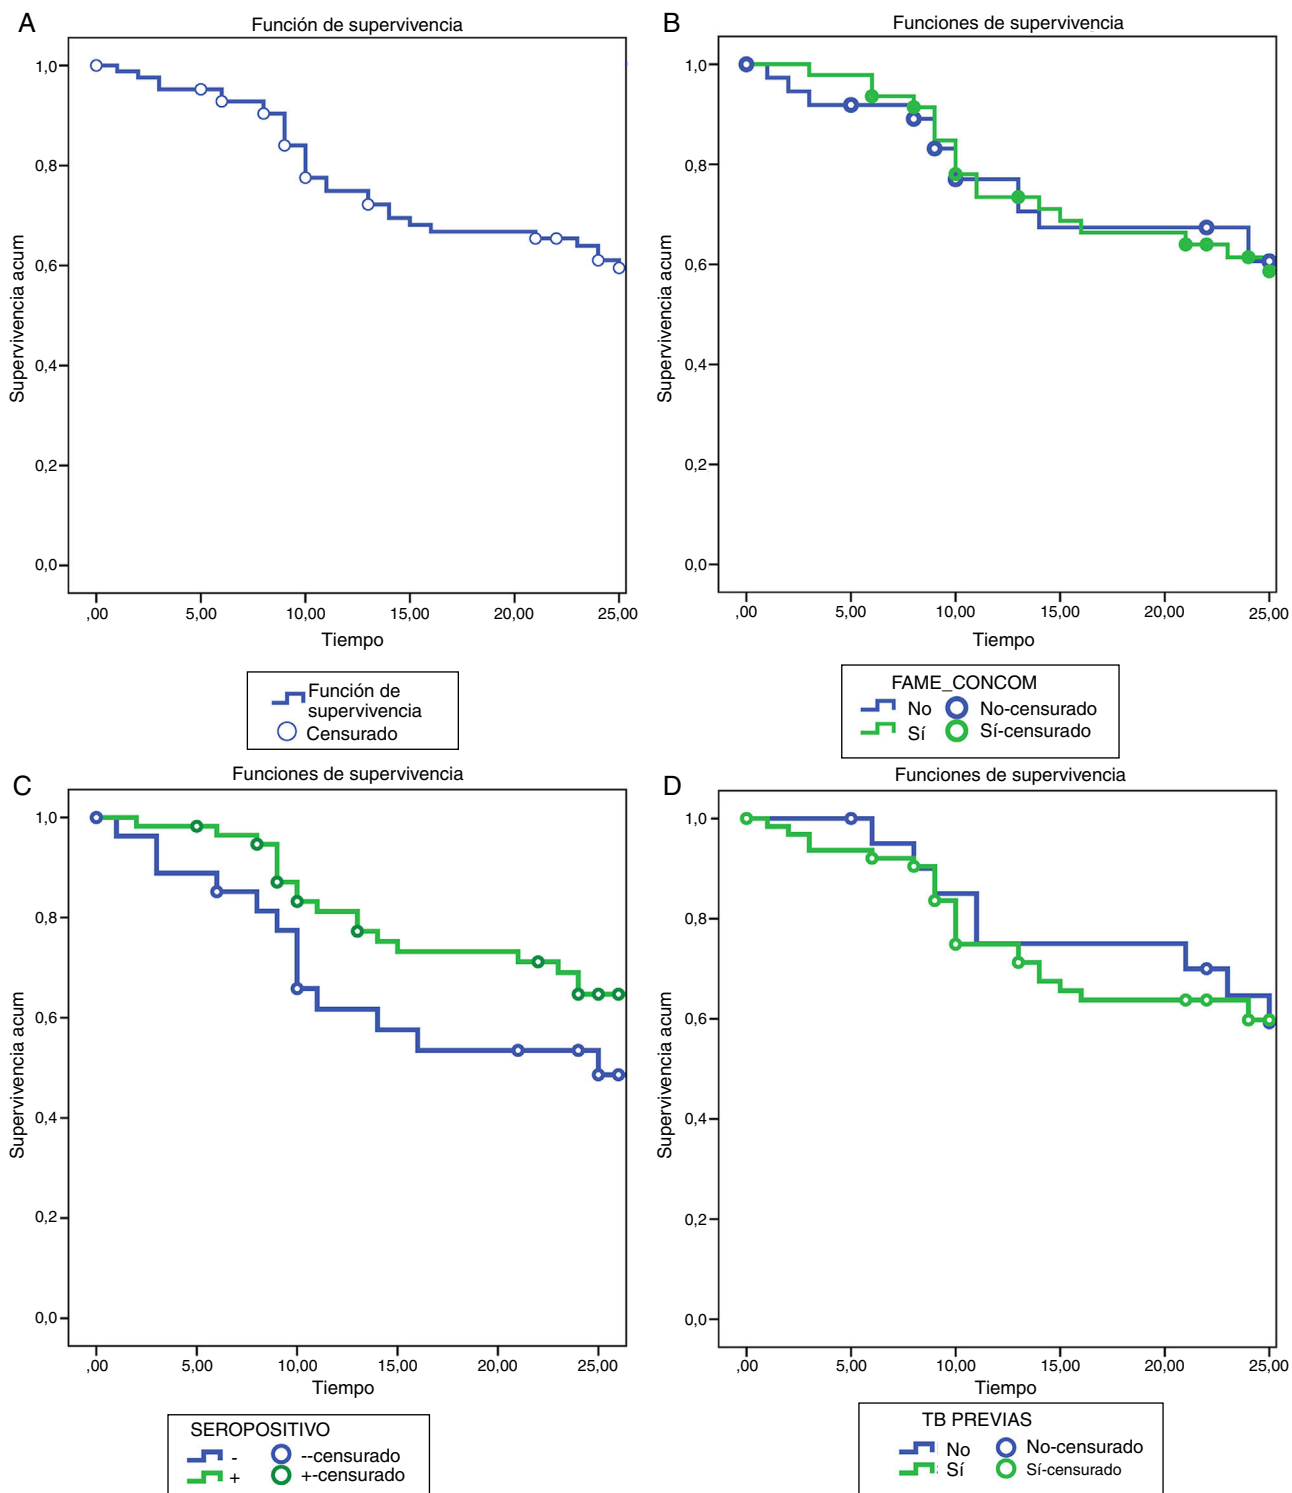 A
Función de supervivencia
1,0
0,8
0,6
0,4
0,2
0,0
Supervivencia acum
,00
5,00
10,00
15,00
20,00
25,00
Tiempo
Función de
supervivencia
Censurado
B
Funciones de supervivencia
1,0
0,8
0,6
0,4
0,2
0,0
Supervivencia acum
,00
5,00
10,00
15,00
20,00
25,00
Tiempo
FAME_CONCOM
No
No-censurado
Sí
Sí-censurado
C
Funciones de supervivencia
1,0
0,8
0,6
0,4
0,2
0,0
Supervivencia acum
,00
5,00
10,00
15,00
20,00
25,00
Tiempo
SEROPOSITIVO
-
--censurado
+
+-censurado
D
Funciones de supervivencia
1,0
0,8
0,6
0,4
0,2
0,0
Supervivencia acum
,00
5,00
10,00
15,00
20,00
25,00
Tiempo
TB PREVIAS
No
No-censurado
Sí
Sí-censurado